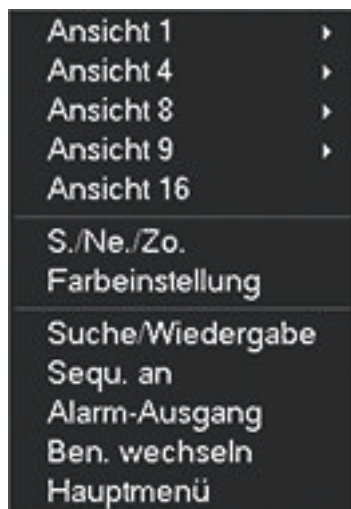 Ansicht 1
Ansicht 4
Ansicht 8
Ansicht 9
Ansicht 16
S./Ne./Zo.
Farbeinstellung
Suche/Wiedergabe
Sequ. an
Alarm-Ausgang
Ben. wechseln
Hauptmenü